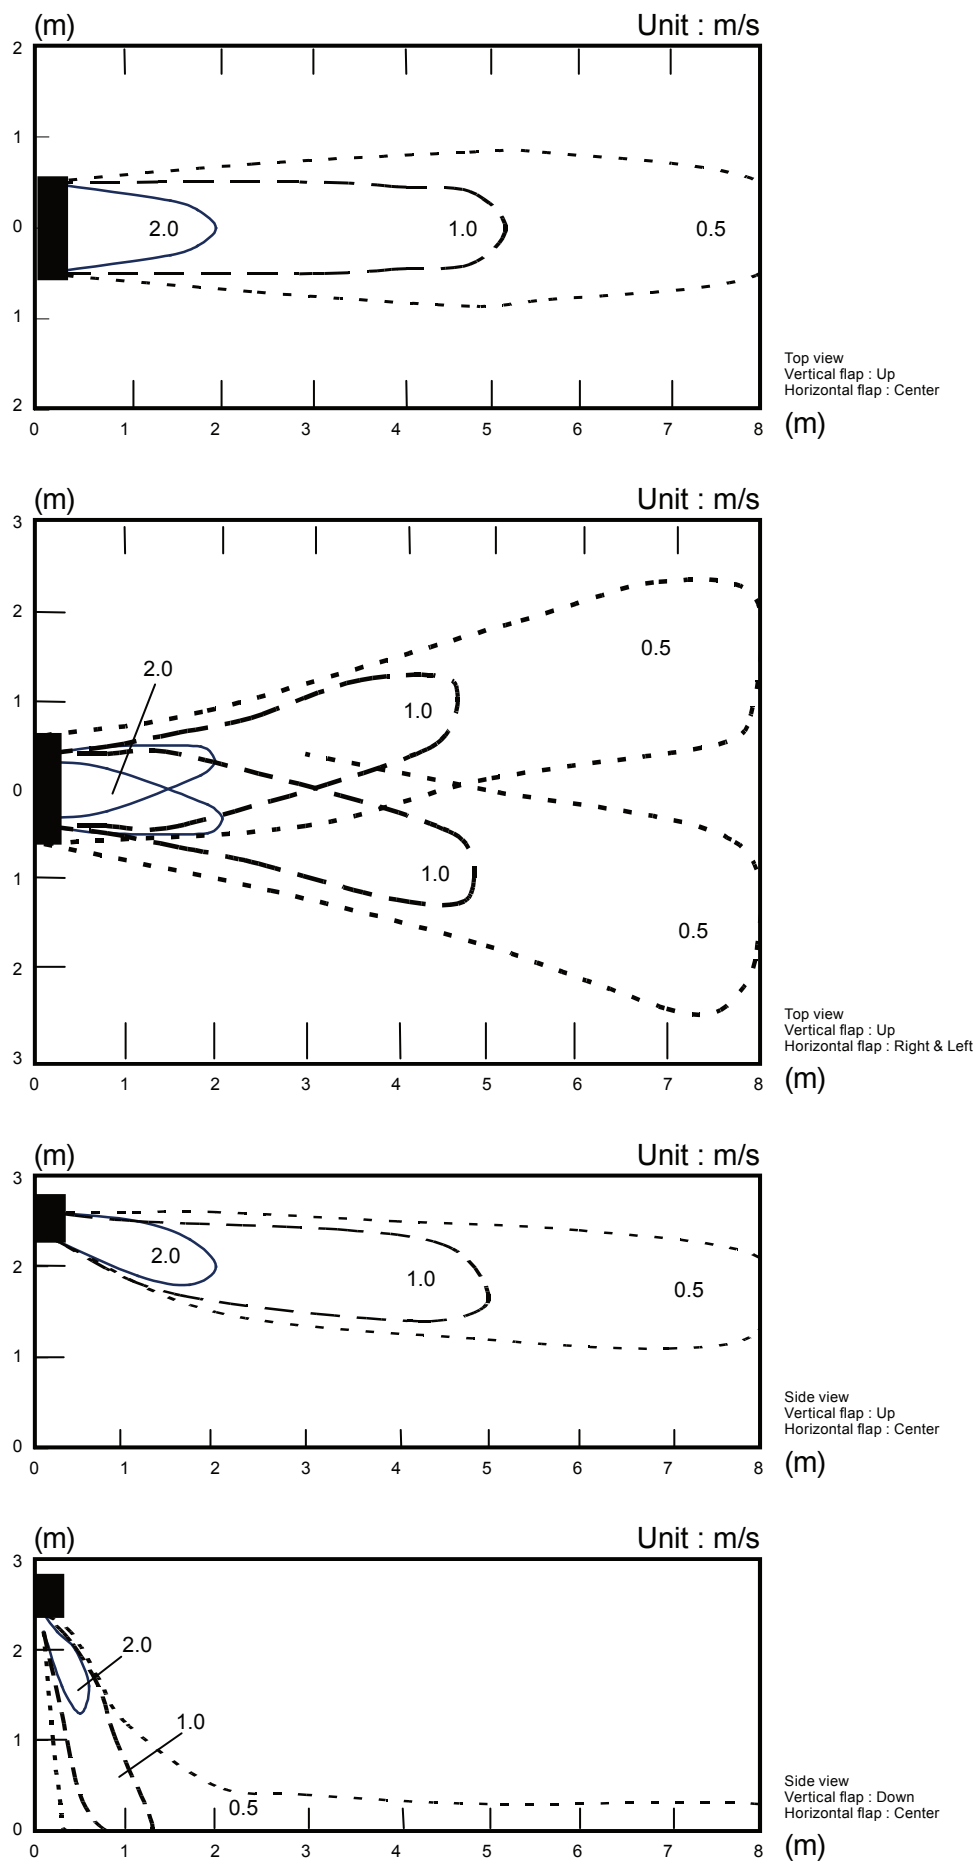 (m) Unit : m/s
2
1
0 2.0 1.0 0.5
1
Top view
Vertical flap : Up
Horizontal flap : Center
2
0 1 2 3 4 5 6 7 8 (m)
(m) Unit : m/s
3
2
0.5
2.0
1 1.0
0
1 1.0
0.5
2
Top view
Vertical flap : Up
Horizontal flap : Right & Left
3
0 1 2 3 4 5 6 7 8 (m)
(m) Unit : m/s
3
2.0
2 1.0 0.5
1
Side view
Vertical flap : Up
Horizontal flap : Center
0
0 1 2 3 4 5 6 7 8 (m)
(m) Unit : m/s
3
2 2.0
1 1.0
0.5
Side view
Vertical flap : Down
Horizontal flap : Center
0
0 1 2 3 4 5 6 7 8 (m)